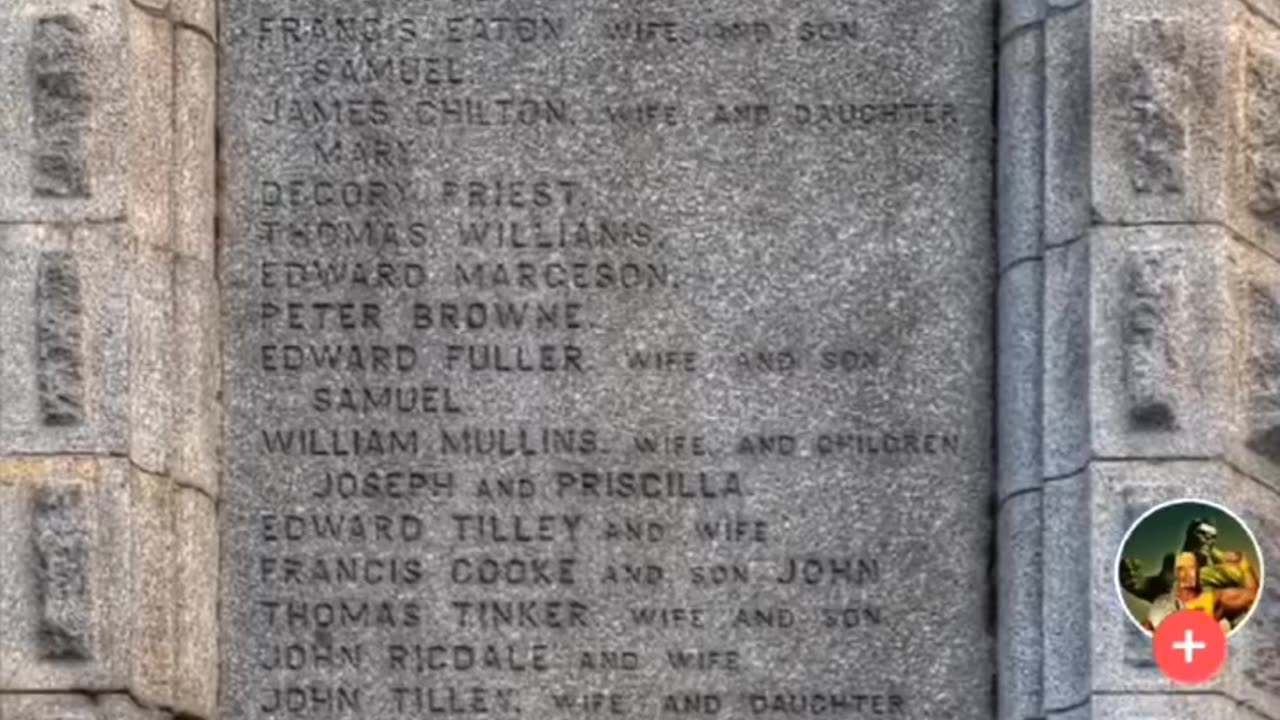 FRANCIS EATON, WIFE, AND SON
SAMUEL.
JAMES CHILTON, WIFE, AND DAUGHTER
MARY.
DEGORY PRIEST.
THOMAS WILLIAMS.
EDWARD MARGESON.
PETER BROWNE.
EDWARD FULLER, WIFE, AND SON
SAMUEL.
WILLIAM MULLINS, WIFE, AND CHILDREN
JOSEPH AND PRISCILLA.
EDWARD TILLEY AND WIFE.
FRANCIS COOKE AND SON JOHN
THOMAS TINKER, WIFE AND SON.
JOHN RIGDALE AND WIFE.
JOHN TILLEY, WIFE AND DAUGHTER